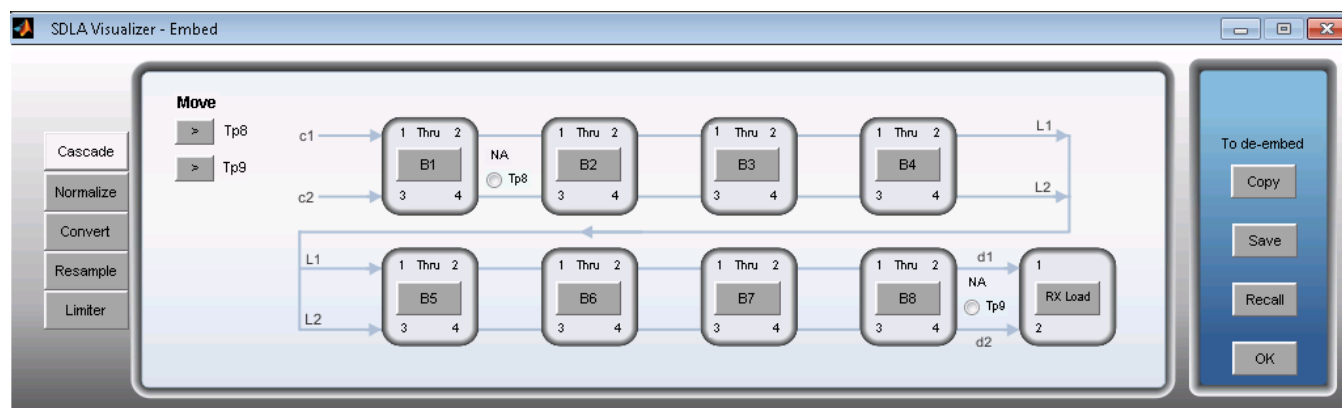 SDLA Visualizer - Embed
Move
> Tp8
> Tp9
Cascade
Normalize
Convert
Resample
Limiter
c1
c2
1 Thru 2
B1
3 4
NA
Tp8
1 Thru 2
B2
3 4
1 Thru 2
B3
3 4
1 Thru 2
B4
3 4
L1
L2
L1
L2
1 Thru 2
B5
3 4
1 Thru 2
B6
3 4
1 Thru 2
B7
3 4
1 Thru 2
B8
3 4
d1
NA
Tp9
d2
1
RX Load
2
To de-embed
Copy
Save
Recall
OK